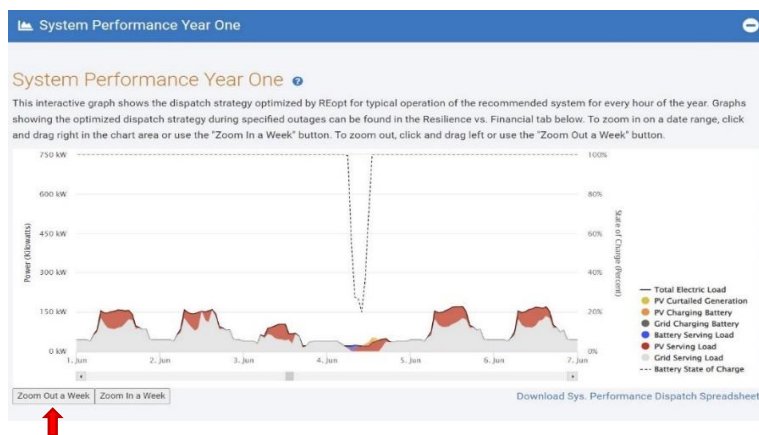 System Performance Year One
System Performance Year One
This interactive graph shows the dispatch strategy optimized by REopt for typical operation of the recommended system for every hour of the year. Graphs
showing the optimized dispatch strategy during specified outages can be found in the Resilience vs. Financial tab below. To zoom in on a date range, click
and drag right in the chart area or use the "Zoom In a Week" button. To zoom out, click and drag left or use the "Zoom Out a Week" button.
750 kW
600 kW
450 kW
300 kW
150 kW
0 kW
Power (Kilowatts)
1. Jun 2. Jun 3. Jun 4. Jun 5. Jun 6. Jun 7. Jun
100%
80%
60%
40%
20%
0%
State of Charge (Percent)
Total Electric Load
PV Curtailed Generation
PV Charging Battery
Grid Charging Battery
Battery Serving Load
PV Serving Load
Grid Serving Load
Battery State of Charge
Zoom Out a Week Zoom In a Week
Download Sys. Performance Dispatch Spreadsheet